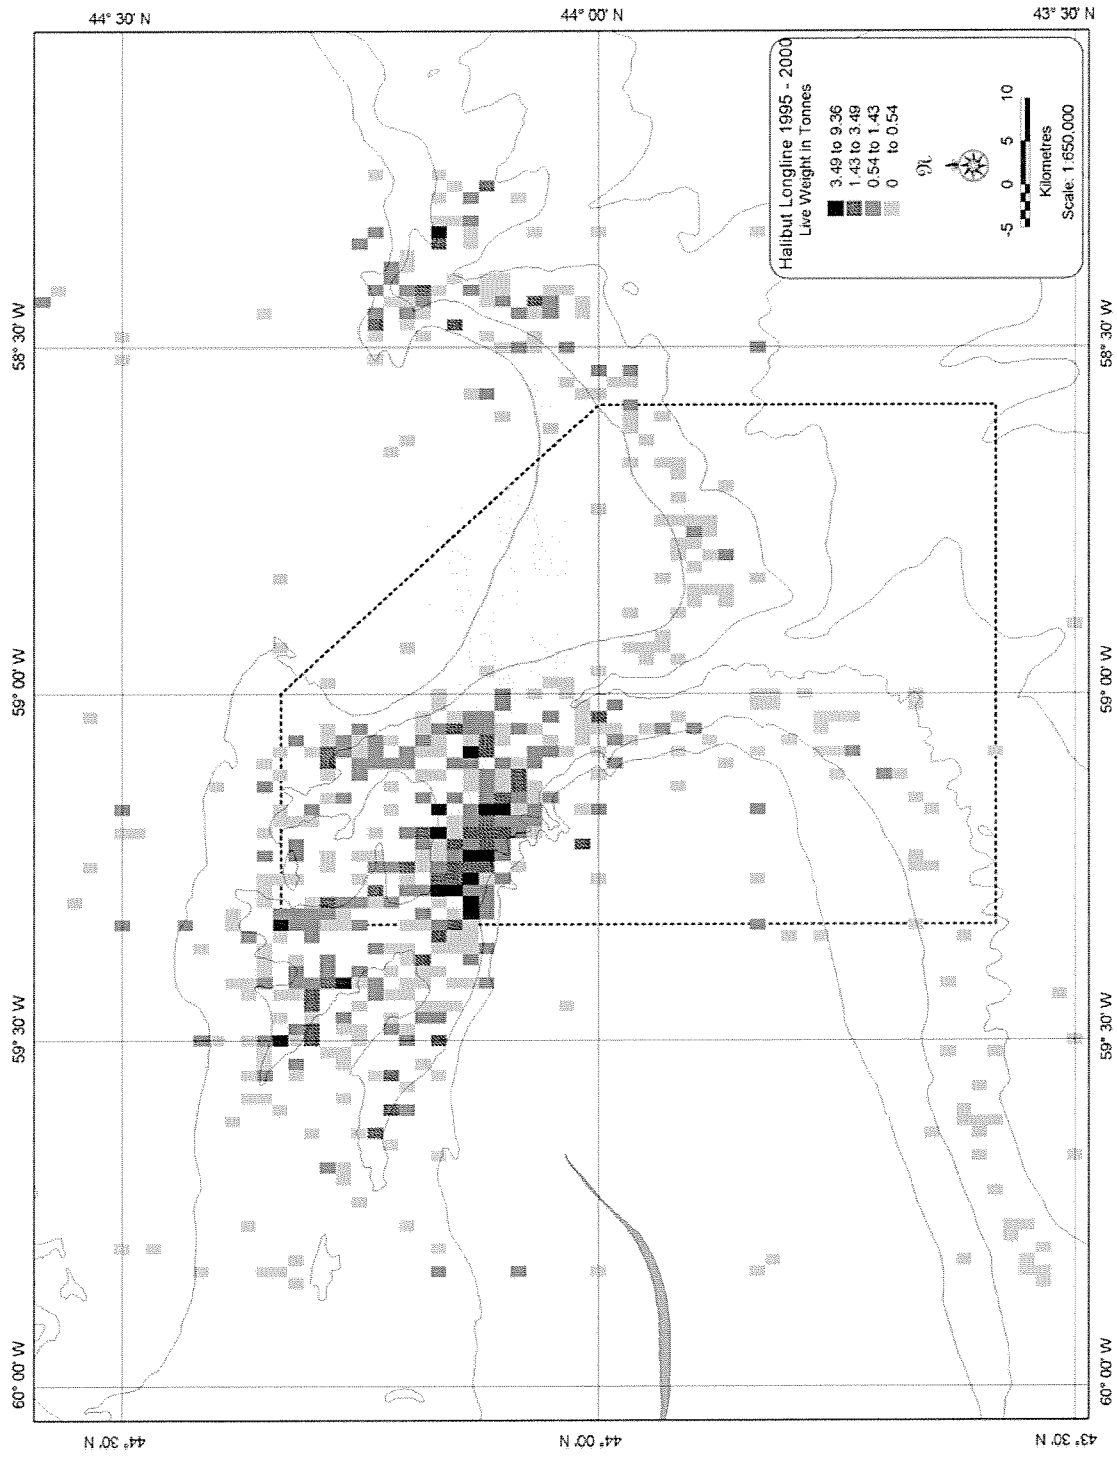 44° 30' N
44° 00' N
43° 30' N
58° 30' W
59° 00' W
59° 30' W
60° 00' W
Halibut Longline 1995 - 2000
Live Weight in Tonnes
3.49 to 9.36
1.43 to 3.49
0.54 to 1.43
0 to 0.54
N
-5 0 5 10
Kilometres
Scale: 1:650,000
58° 30' W
59° 00' W
59° 30' W
60° 00' W
44° 30' N
44° 00' N
43° 30' N